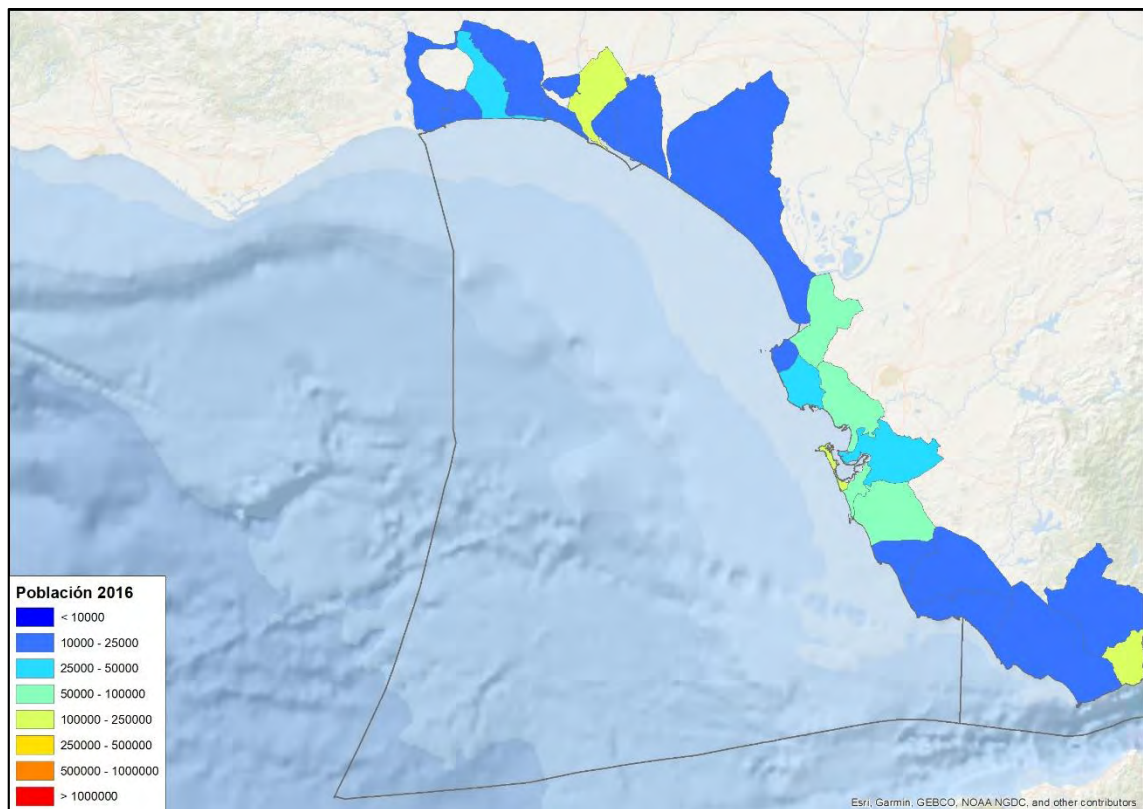 Población 2016
< 10000
10000 - 25000
25000 - 50000
50000 - 100000
100000 - 250000
250000 - 500000
500000 - 1000000
> 1000000
Esri, Garmin, GEBCO, NOAA NGDC, and other contributors